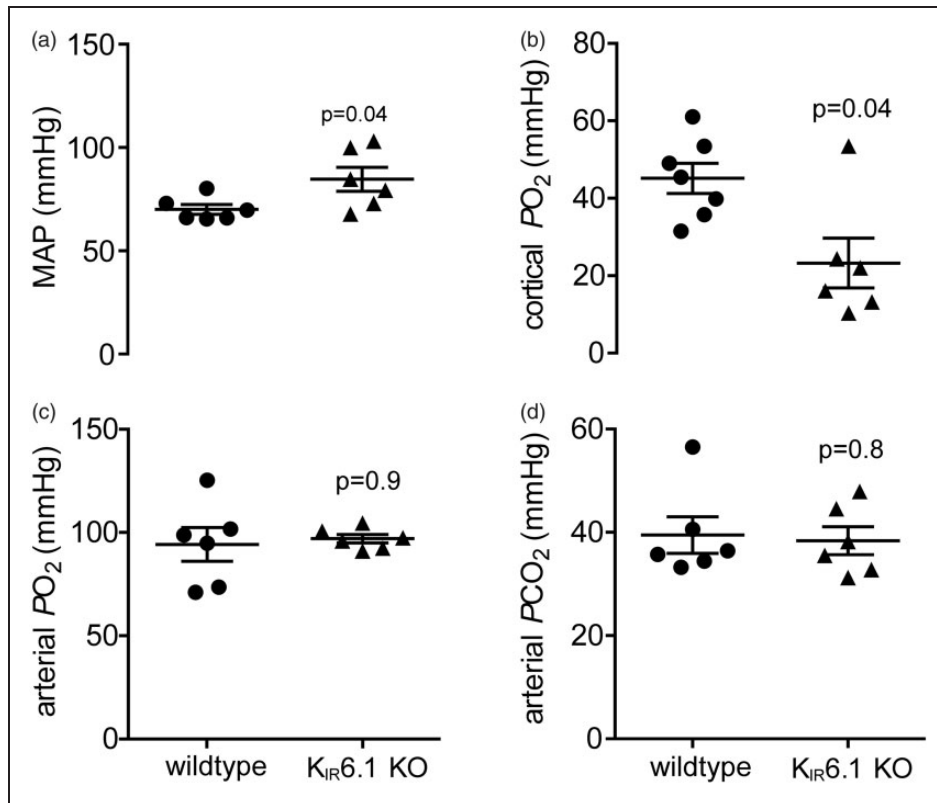 (a)
MAP (mmHg)
150
100
50
0
p=0.04
(b)
cortical PO2 (mmHg)
80
60
40
20
0
p=0.04
(c)
arterial PO2 (mmHg)
150
100
50
0
p=0.9
wildtype
KIR6.1 KO
(d)
arterial PCO2 (mmHg)
60
40
20
0
p=0.8
wildtype
KIR6.1 KO